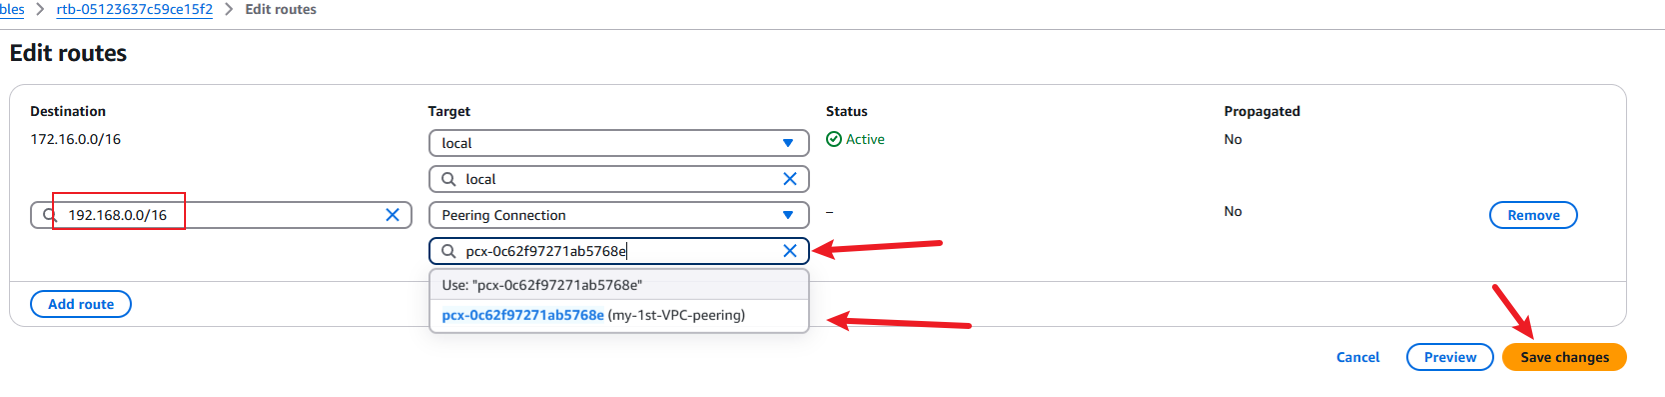 bles > rtb-05123637c59ce15f2 > Edit routes
Edit routes
Destination Target Status Propagated
172.16.0.0/16 local Active No
local
192.168.0.0/16 Peering Connection – No Remove
pcx-0c62f97271ab5768e
Use: "pcx-0c62f97271ab5768e"
Add route pcx-0c62f97271ab5768e (my-1st-VPC-peering)
Cancel Preview Save changes